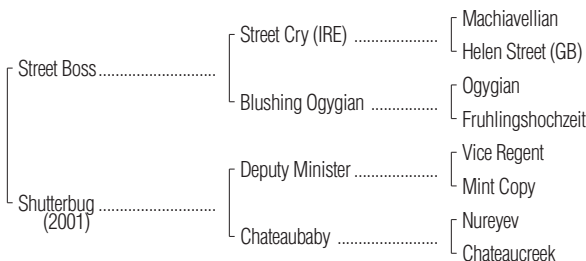 Machiavellian
Street Cry (IRE) ....................
Helen Street (GB)
Street Boss ............................
Ogygian
Blushing Ogygian ................
Fruhlingshochzeit
Vice Regent
Deputy Minister ....................
Mint Copy
Shutterbug ............................
(2001)
Nureyev
Chateaubaby ........................
Chateaucreek